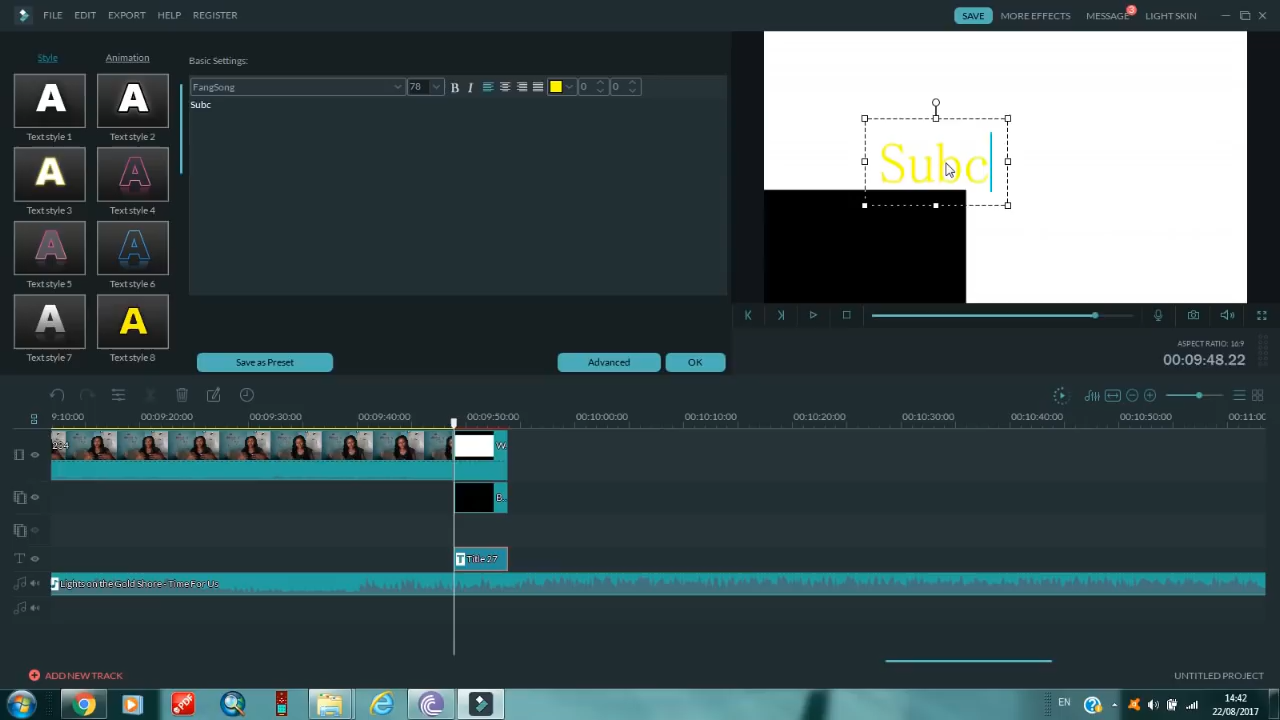 FILE EDIT EXPORT HELP REGISTER SAVE MORE EFFECTS MESSAGE 3 LIGHT SKIN
Style Animation Basic Settings:
FangSong 78 B I 0 0
Subc
A A
Text style 1 Text style 2
A A
Text style 3 Text style 4
A A
Text style 5 Text style 6
A A
Text style 7 Text style 8
Save as Preset Advanced OK
Subc
ASPECT RATIO: 16:9
00:09:48.22
9:10:00 00:09:20:00 00:09:30:00 00:09:40:00 00:09:50:00 00:10:00:00 00:10:10:00 00:10:20:00 00:10:30:00 00:10:40:00 00:10:50:00 00:11:0
W
B..
T T Title 27
Lights on the Gold Shore - Time For Us
ADD NEW TRACK UNTITLED PROJECT
PDF EN 14:42
22/08/2017